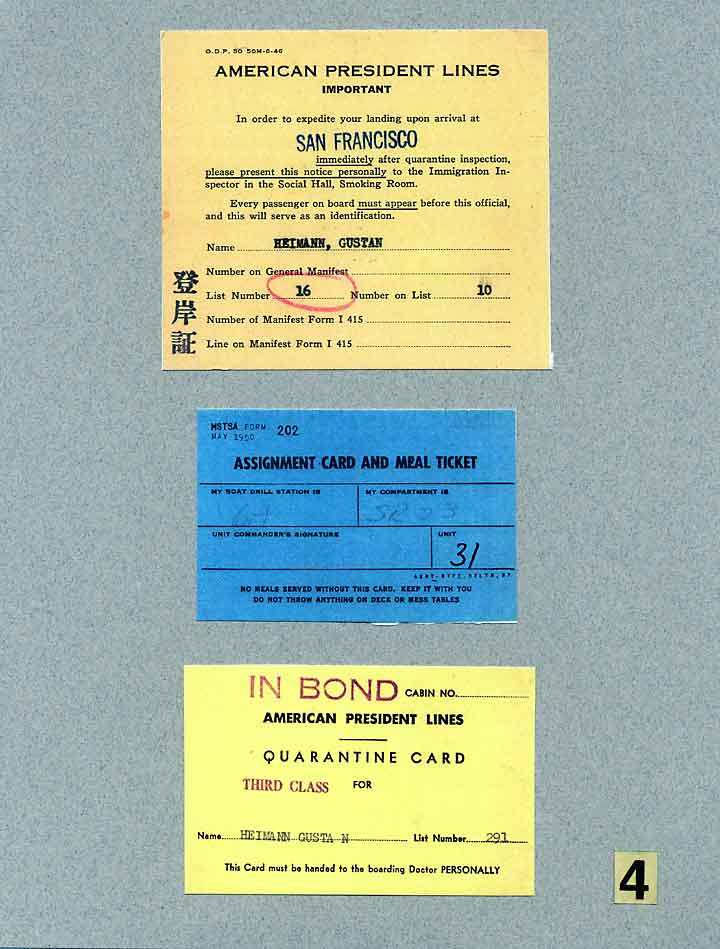 O.D.P. 50 50M-6-46
AMERICAN PRESIDENT LINES
IMPORTANT
In order to expedite your landing upon arrival at
SAN FRANCISCO
immediately after quarantine inspection,
please present this notice personally to the Immigration In-
spector in the Social Hall, Smoking Room.
Every passenger on board must appear before this official,
and this will serve as an identification.
Name HEIMANN, GUSTAN
Number on General Manifest
List Number 16 Number on List 10
Number of Manifest Form I 415
Line on Manifest Form I 415
登岸証
MSTSA FORM 202
MAY 1950
ASSIGNMENT CARD AND MEAL TICKET
MY BOAT DRILL STATION IS MY COMPARTMENT IS
UNIT COMMANDER'S SIGNATURE UNIT
31
NO MEALS SERVED WITHOUT THIS CARD. KEEP IT WITH YOU
DO NOT THROW ANYTHING ON DECK OR MESS TABLES
IN BOND CABIN NO.
AMERICAN PRESIDENT LINES
QUARANTINE CARD
THIRD CLASS FOR
Name HEIMANN GUSTA N List Number 291
This Card must be handed to the boarding Doctor PERSONALLY
4